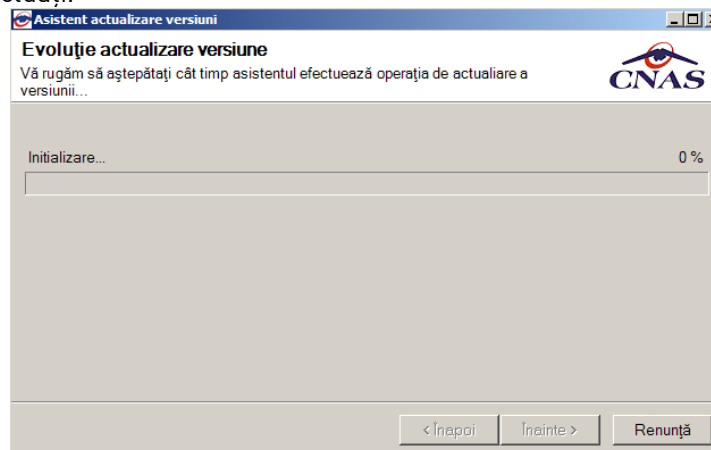 Asistent actualizare versiuni
Evoluţie actualizare versiune
Vă rugăm să aştepătaţi cât timp asistentul efectuează operaţia de actualiare a
versiunii...
CNAS
Initializare...
0 %
< Înapoi
Înainte >
Renunţă